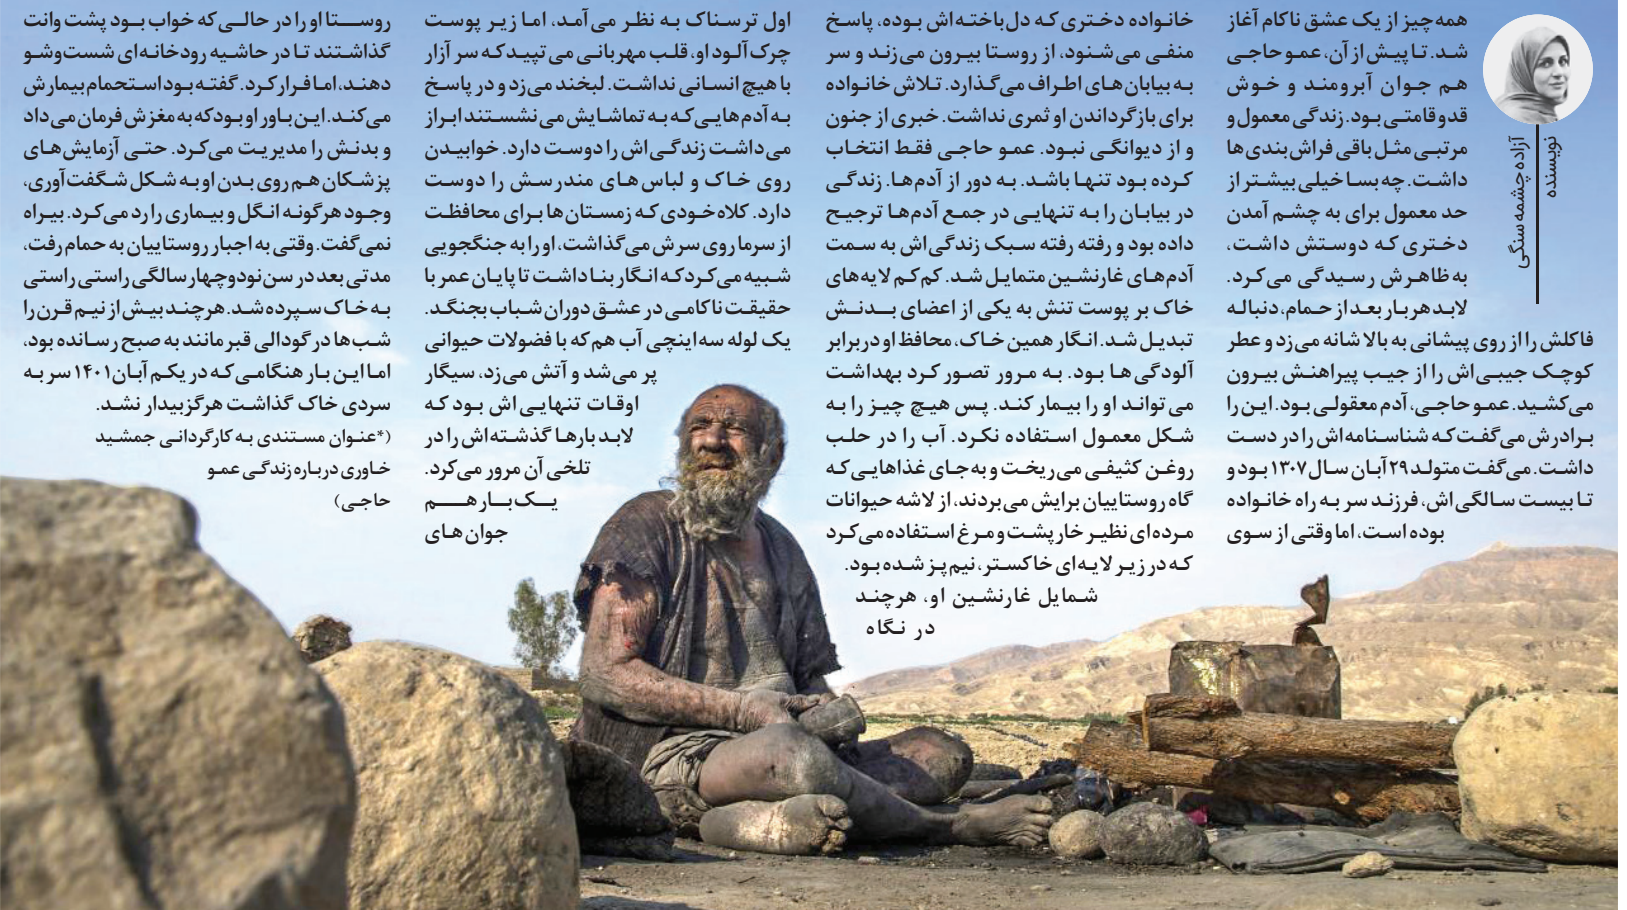 آزاده چشمه سنگی
نویسنده
همه‌چیز از یک عشق ناکام آغاز
شد. تا پیش از آن، عمو حاجی
هم جوان آبرومند و خوش
قدوقامتی بود. زندگی معمول و
مرتبی مثل باقی فراش‌بندی‌ها
داشت. چه بسا خیلی بیشتر از
حد معمول برای به چشم آمدن
دختری که دوستش داشت،
به ظاهرش رسیدگی می‌کرد.
لابد هر بار بعد از حمام، دنباله
فاکلش را از روی پیشانی به بالا شانه می‌زد و عطر
کوچک جیبی‌اش را از جیب پیراهنش بیرون
می‌کشید. عمو حاجی، آدم معقولی بود. این را
برادرش می‌گفت که شناسنامه‌اش را در دست
داشت. می‌گفت متولد ۲۹ آبان سال ۱۳۰۷ بود و
تا بیست سالگی‌اش، فرزند سر به راه خانواده
بوده است، اما وقتی از سوی
خانواده دختری که دل‌باخته‌اش بوده، پاسخ
منفی می‌شنود، از روستا بیرون می‌زند و سر
به بیابان‌های اطراف می‌گذارد. تلاش خانواده
برای بازگرداندن او ثمری نداشت. خبری از جنون
و از دیوانگی نبود. عمو حاجی فقط انتخاب
کرده بود تنها باشد. به دور از آدم‌ها. زندگی
در بیابان را به تنهایی در جمع آدم‌ها ترجیح
داده بود و رفته رفته سبک زندگی‌اش به سمت
آدم‌های غارنشین متمایل شد. کم‌کم لایه‌های
خاک بر پوست تنش به یکی از اعضای بدنش
تبدیل شد. انگار همین خاک، محافظ او در برابر
آلودگی‌ها بود. به مرور تصور کرد بهداشت
می‌تواند او را بیمار کند. پس هیچ چیز را به
شکل معمول استفاده نکرد. آب را در حلب
روغن کثیفی می‌ریخت و به‌جای غذاهایی که
گاه روستاییان برایش می‌بردند، از لاشه حیوانات
مرده‌ای نظیر خارپشت و مرغ استفاده می‌کرد
که در زیر لایه‌ای خاکستر، نیم‌پز شده بود.
شمایل غارنشین او، هرچند
در نگاه
اول ترسناک به نظر می‌آمد، اما زیر پوست
چرک‌آلود او، قلب مهربانی می‌تپید که سر آزار
با هیچ انسانی نداشت. لبخند می‌زد و در پاسخ
به آدم‌هایی که به تماشایش می‌نشستند ابراز
می‌داشت زندگی‌اش را دوست دارد. خوابیدن
روی خاک و لباس‌های مندرسش را دوست
دارد. کلاه‌خودی که زمستان‌ها برای محافظت
از سرما روی سرش می‌گذاشت، او را به جنگجویی
شبیه می‌کرد که انگار بنا داشت تا پایان عمر با
حقیقت ناکامی در عشق دوران شباب بجنگد.
یک لوله سه‌اینچی آب هم که با فضولات حیوانی
پر می‌شد و آتش می‌زد، سیگار
اوقات تنهایی‌اش بود که
لابد بارها گذشته‌اش را در
تلخی آن مرور می‌کرد.
یک‌بار هم
جوان‌های
روستا او را در حالی که خواب بود پشت وانت
گذاشتند تا در حاشیه رودخانه‌ای شست‌وشو
دهند، اما فرار کرد. گفته بود استحمام بیمارش
می‌کند. این باور او بود که به مغزش فرمان می‌داد
و بدنش را مدیریت می‌کرد. حتی آزمایش‌های
پزشکان هم روی بدن او به شکل شگفت‌آوری،
وجود هرگونه انگل و بیماری را رد می‌کرد. بیراه
نمی‌گفت. وقتی به اجبار روستاییان به حمام رفت،
مدتی بعد در سن نودوچهار سالگی راستی راستی
به خاک سپرده شد. هرچند بیش از نیم قرن را
شب‌ها در گودالی قبر مانند به صبح رسانده بود،
اما این بار هنگامی که در یکم آبان ۱۴۰۱ سر به
سردی خاک گذاشت هرگز بیدار نشد.
(*عنوان مستندی به کارگردانی جمشید
خاوری درباره زندگی عمو
حاجی)